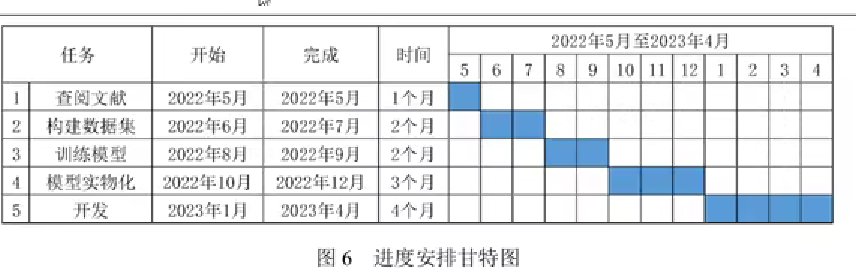 任务 开始 完成 时间 2022年5月至2023年4月
5 6 7 8 9 10 11 12 1 2 3 4
1 查阅文献 2022年5月 2022年5月 1个月
2 构建数据集 2022年6月 2022年7月 2个月
3 训练模型 2022年8月 2022年9月 2个月
4 模型实物化 2022年10月 2022年12月 3个月
5 开发 2023年1月 2023年4月 4个月
图 6 进度安排甘特图